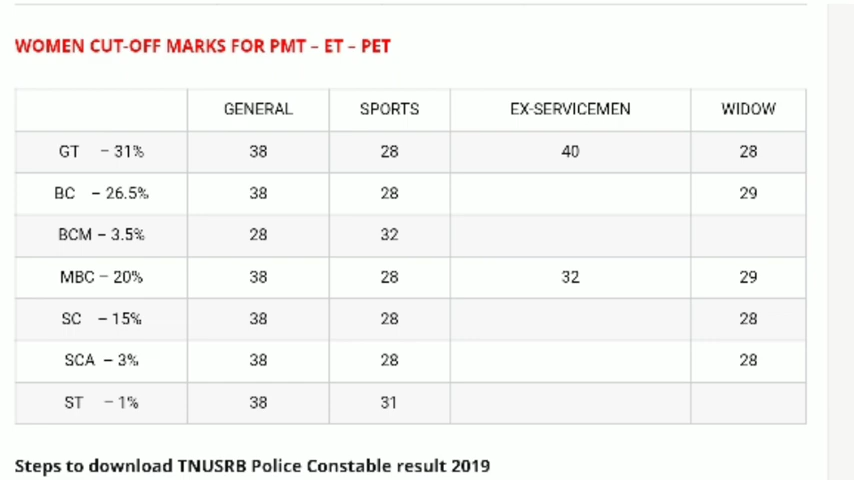 WOMEN CUT-OFF MARKS FOR PMT – ET – PET
GENERAL SPORTS EX-SERVICEMEN WIDOW
GT – 31% 38 28 40 28
BC – 26.5% 38 28 29
BCM – 3.5% 28 32
MBC – 20% 38 28 32 29
SC – 15% 38 28 28
SCA – 3% 38 28 28
ST – 1% 38 31
Steps to download TNUSRB Police Constable result 2019